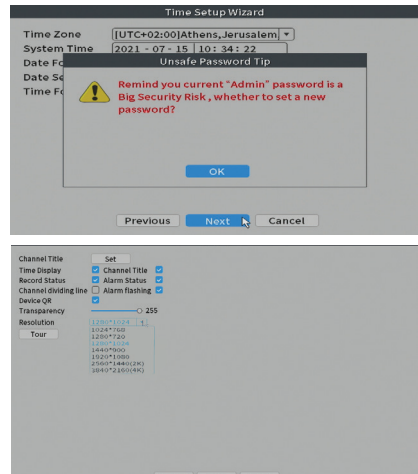 Time Setup Wizard
Time Zone [UTC+02:00]Athens,Jerusalem
System Time 2021 - 07 - 15 10 : 34 : 22
Date Fo
Unsafe Password Tip
Date Se
Time Fo
Remind you current "Admin" password is a
Big Security Risk , whether to set a new
password?
OK
Previous Next Cancel
Channel Title Set
Time Display Channel Title
Record Status Alarm Status
Channel dividing line Alarm flashing
Device QR
Transparency 255
Resolution 1280*1024
Tour
1024*768
1280*720
1280*1024
1440*900
1920*1080
2560*1440(2K)
3840*2160(4K)